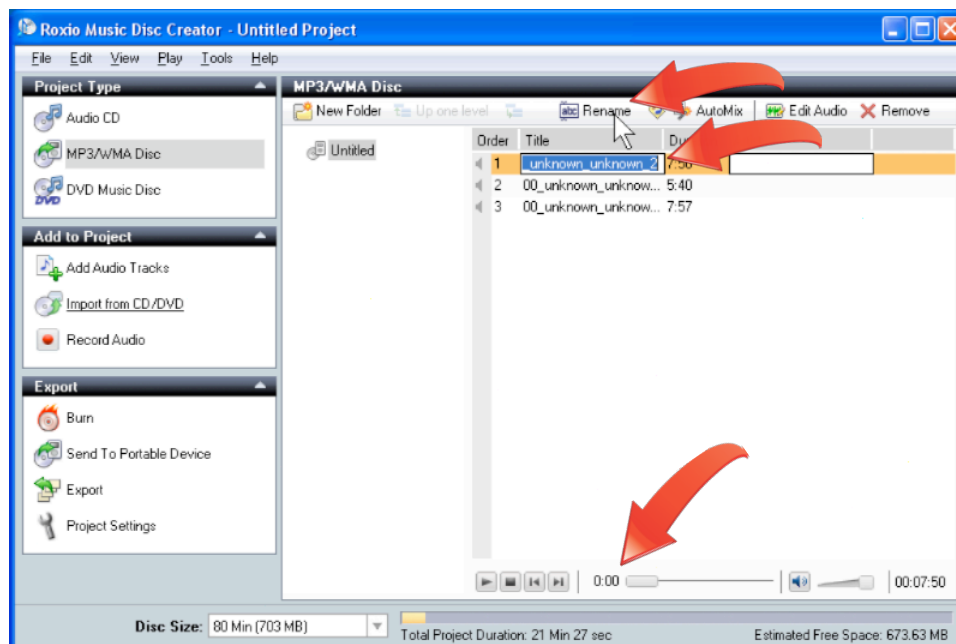 Roxio Music Disc Creator - Untitled Project
File Edit View Play Tools Help
Project Type
Audio CD
MP3/WMA Disc
DVD Music Disc
Add to Project
Add Audio Tracks
Import from CD/DVD
Record Audio
Export
Burn
Send To Portable Device
Export
Project Settings
MP3/WMA Disc
New Folder Up one level abc Rename AutoMix Edit Audio Remove
Untitled
Order Title
1 _unknown_unknown_2
2 00_unknown_unknow... 5:40
3 00_unknown_unknow... 7:57
0:00 00:07:50
Disc Size: 80 Min (703 MB)
Total Project Duration: 21 Min 27 sec
Estimated Free Space: 673.63 MB